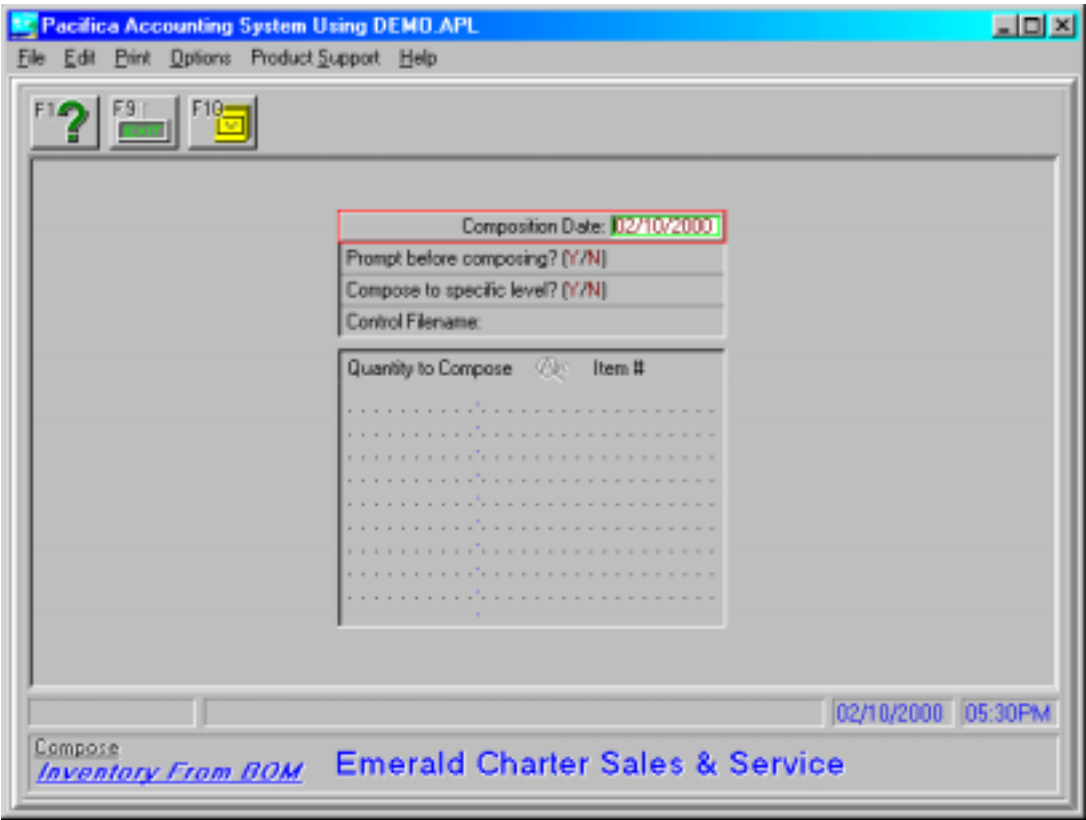 Pacifica Accounting System Using DEMO.APL
File Edit Print Options Product Support Help
F1 F9 EXIT F10
Composition Date: 02/10/2000
Prompt before composing? (Y/N)
Compose to specific level? (Y/N)
Control Filename:
Quantity to Compose Item #
02/10/2000 05:30PM
Compose
Inventory From BOM
Emerald Charter Sales & Service